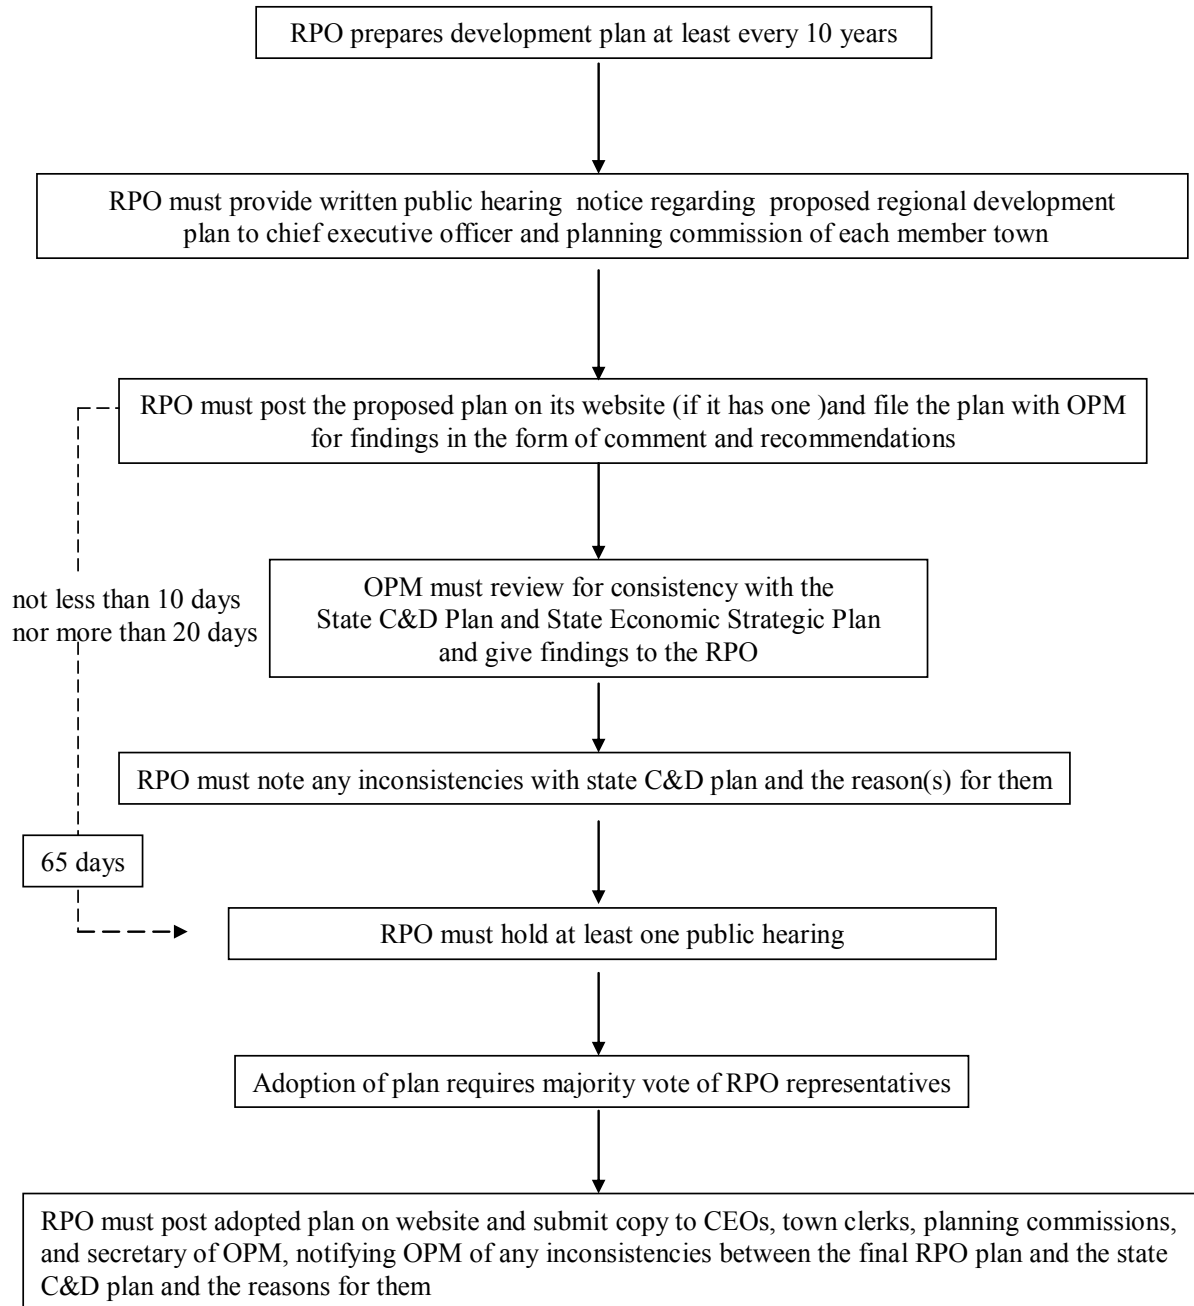 RPO prepares development plan at least every 10 years
RPO must provide written public hearing notice regarding proposed regional development
plan to chief executive officer and planning commission of each member town
RPO must post the proposed plan on its website (if it has one )and file the plan with OPM
for findings in the form of comment and recommendations
not less than 10 days
nor more than 20 days
OPM must review for consistency with the
State C&D Plan and State Economic Strategic Plan
and give findings to the RPO
RPO must note any inconsistencies with state C&D plan and the reason(s) for them
65 days
RPO must hold at least one public hearing
Adoption of plan requires majority vote of RPO representatives
RPO must post adopted plan on website and submit copy to CEOs, town clerks, planning commissions,
and secretary of OPM, notifying OPM of any inconsistencies between the final RPO plan and the state
C&D plan and the reasons for them